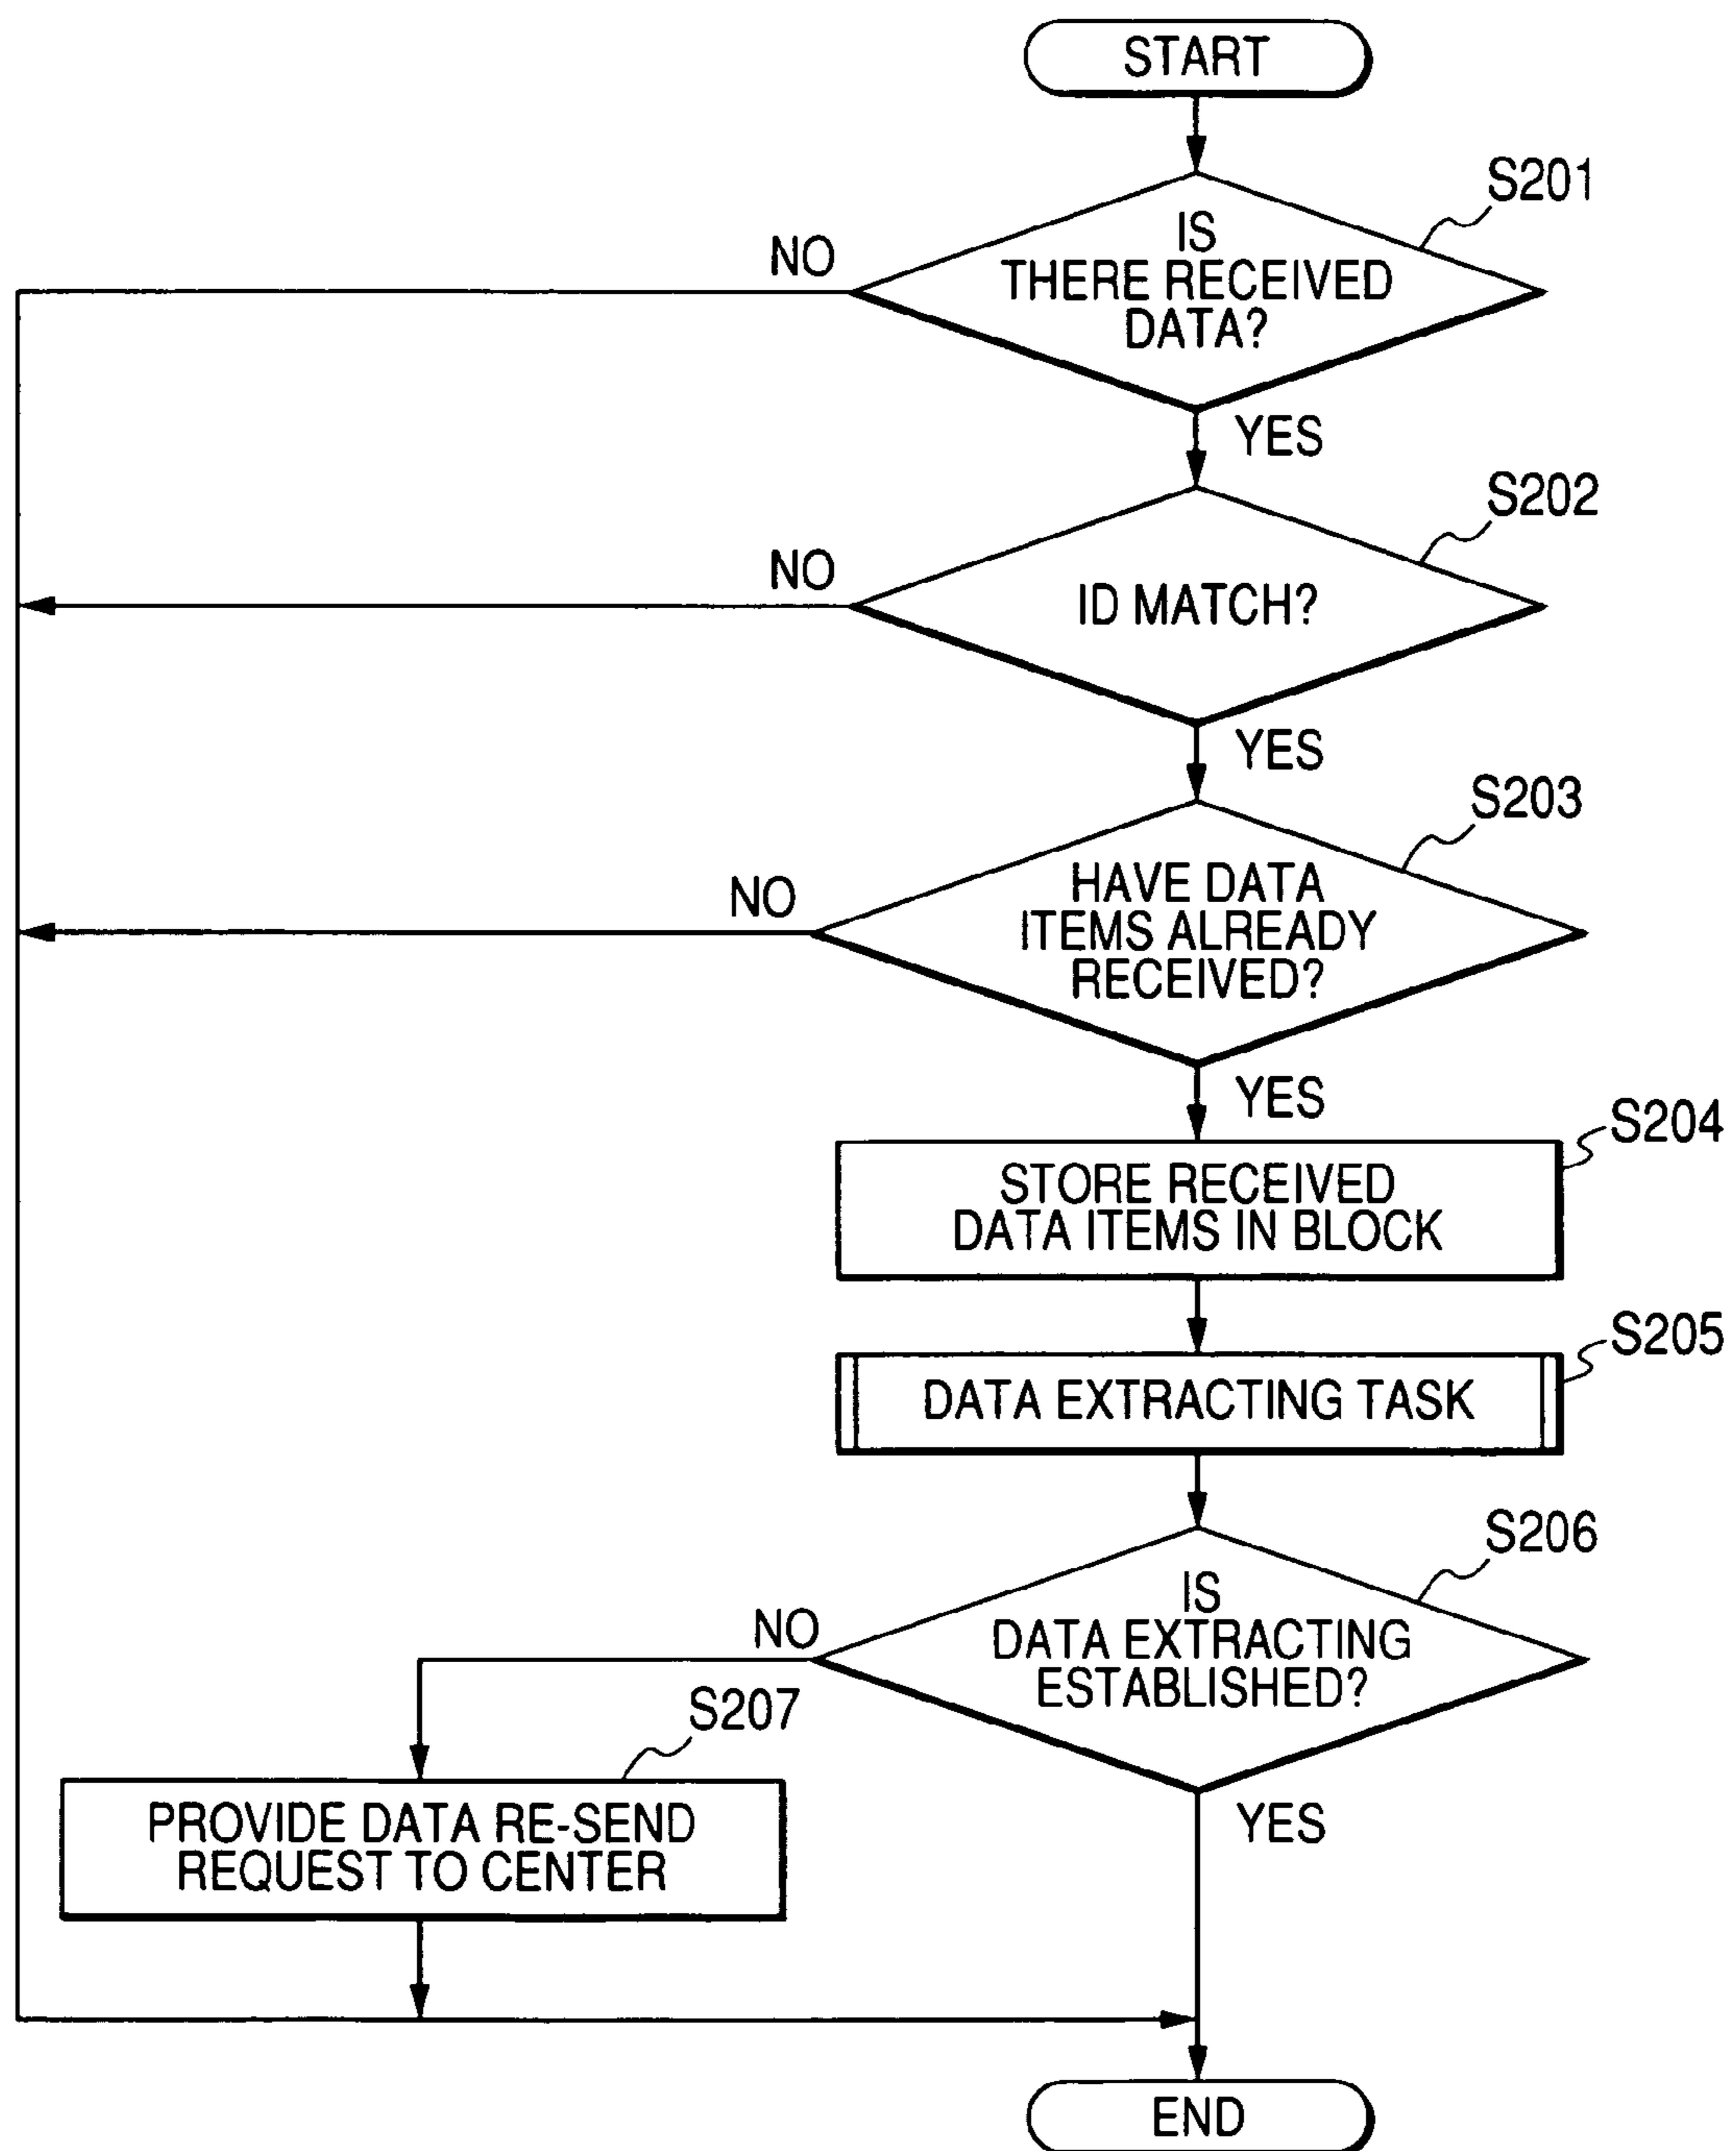 START
S201
IS
THERE RECEIVED
DATA?
NO
YES
S202
ID MATCH?
NO
YES
S203
HAVE DATA
ITEMS ALREADY
RECEIVED?
NO
YES
S204
STORE RECEIVED
DATA ITEMS IN BLOCK
S205
DATA EXTRACTING TASK
S206
IS
DATA EXTRACTING
ESTABLISHED?
NO
YES
S207
PROVIDE DATA RE-SEND
REQUEST TO CENTER
END